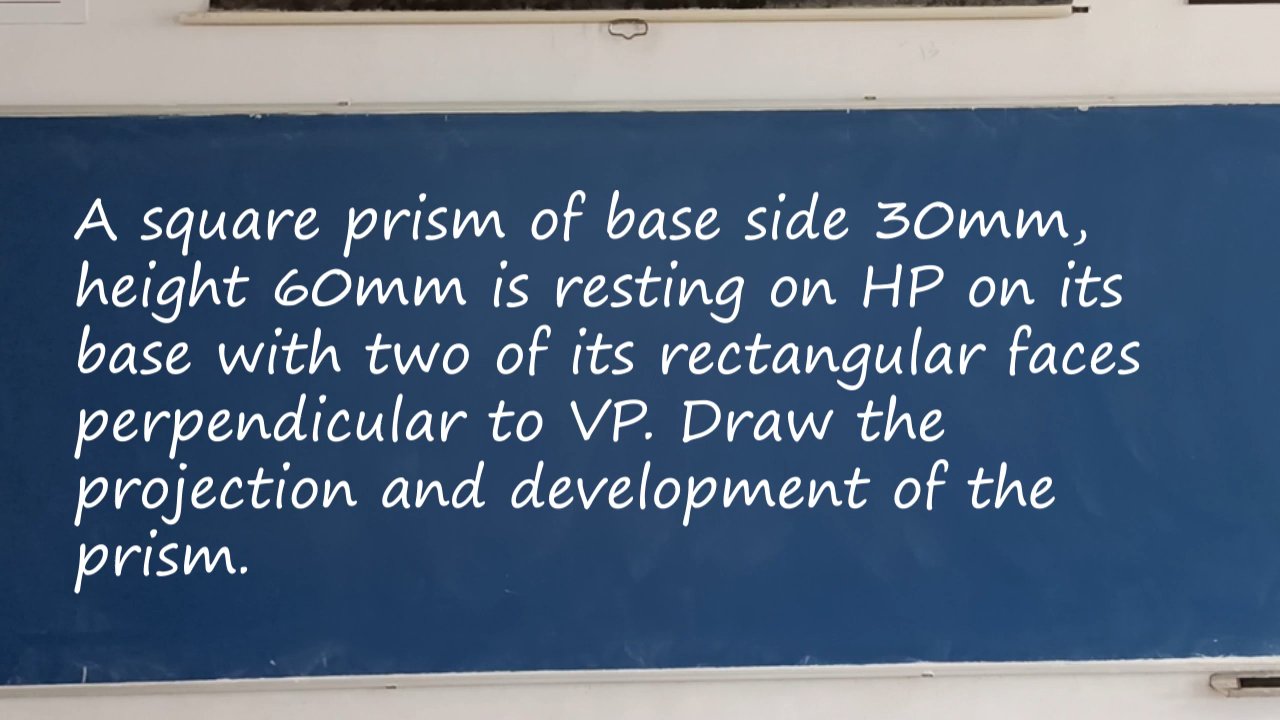 A square prism of base side 30mm,
height 60mm is resting on HP on its
base with two of its rectangular faces
perpendicular to VP. Draw the
projection and development of the
prism.